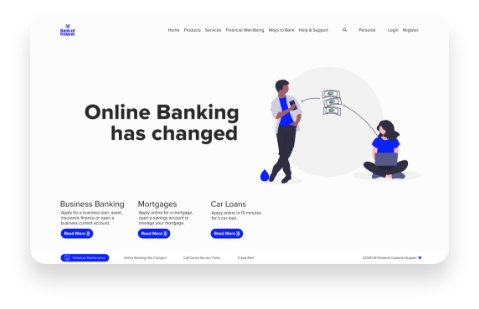 Bank of
Ireland
Home Products Services Financial Well-Being Ways to Bank Help & Support Personal Login Register
Online Banking
has changed
Business Banking
Apply for a business loan, asset,
insurance finance or open a
business current account.
Read More
Mortgages
Apply online for a mortgage,
open a savings account or
manage your mortgage
Read More
Car Loans
Apply online in 15 minutes
for a car loan.
Read More
Online Banking Has Changed Call Centre Service Times Fraud Alert COVID-19 Personal Customer Support